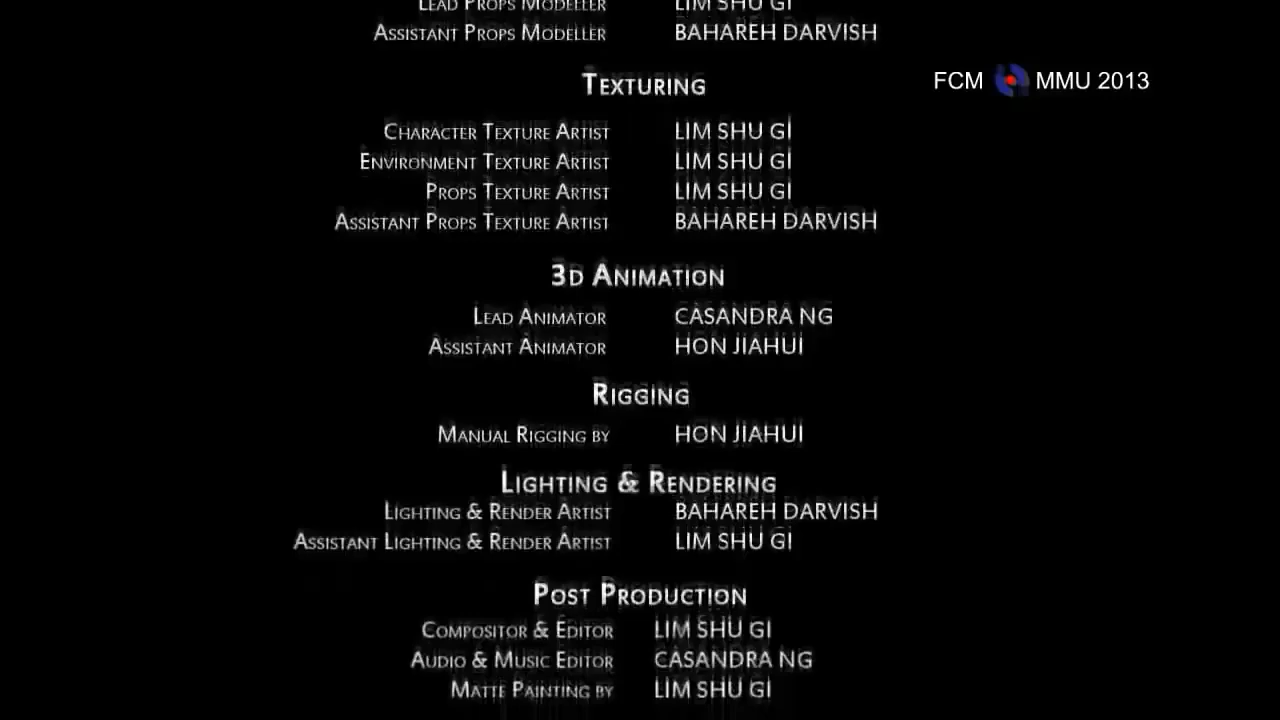 LEAD PROPS MODELLER LIM SHU GI
ASSISTANT PROPS MODELLER BAHAREH DARVISH
FCM MMU 2013
TEXTURING
CHARACTER TEXTURE ARTIST LIM SHU GI
ENVIRONMENT TEXTURE ARTIST LIM SHU GI
PROPS TEXTURE ARTIST LIM SHU GI
ASSISTANT PROPS TEXTURE ARTIST BAHAREH DARVISH
3D ANIMATION
LEAD ANIMATOR CASANDRA NG
ASSISTANT ANIMATOR HON JIAHUI
RIGGING
MANUAL RIGGING BY HON JIAHUI
LIGHTING & RENDERING
LIGHTING & RENDER ARTIST BAHAREH DARVISH
ASSISTANT LIGHTING & RENDER ARTIST LIM SHU GI
POST PRODUCTION
COMPOSITOR & EDITOR LIM SHU GI
AUDIO & MUSIC EDITOR CASANDRA NG
MATTE PAINTING BY LIM SHU GI